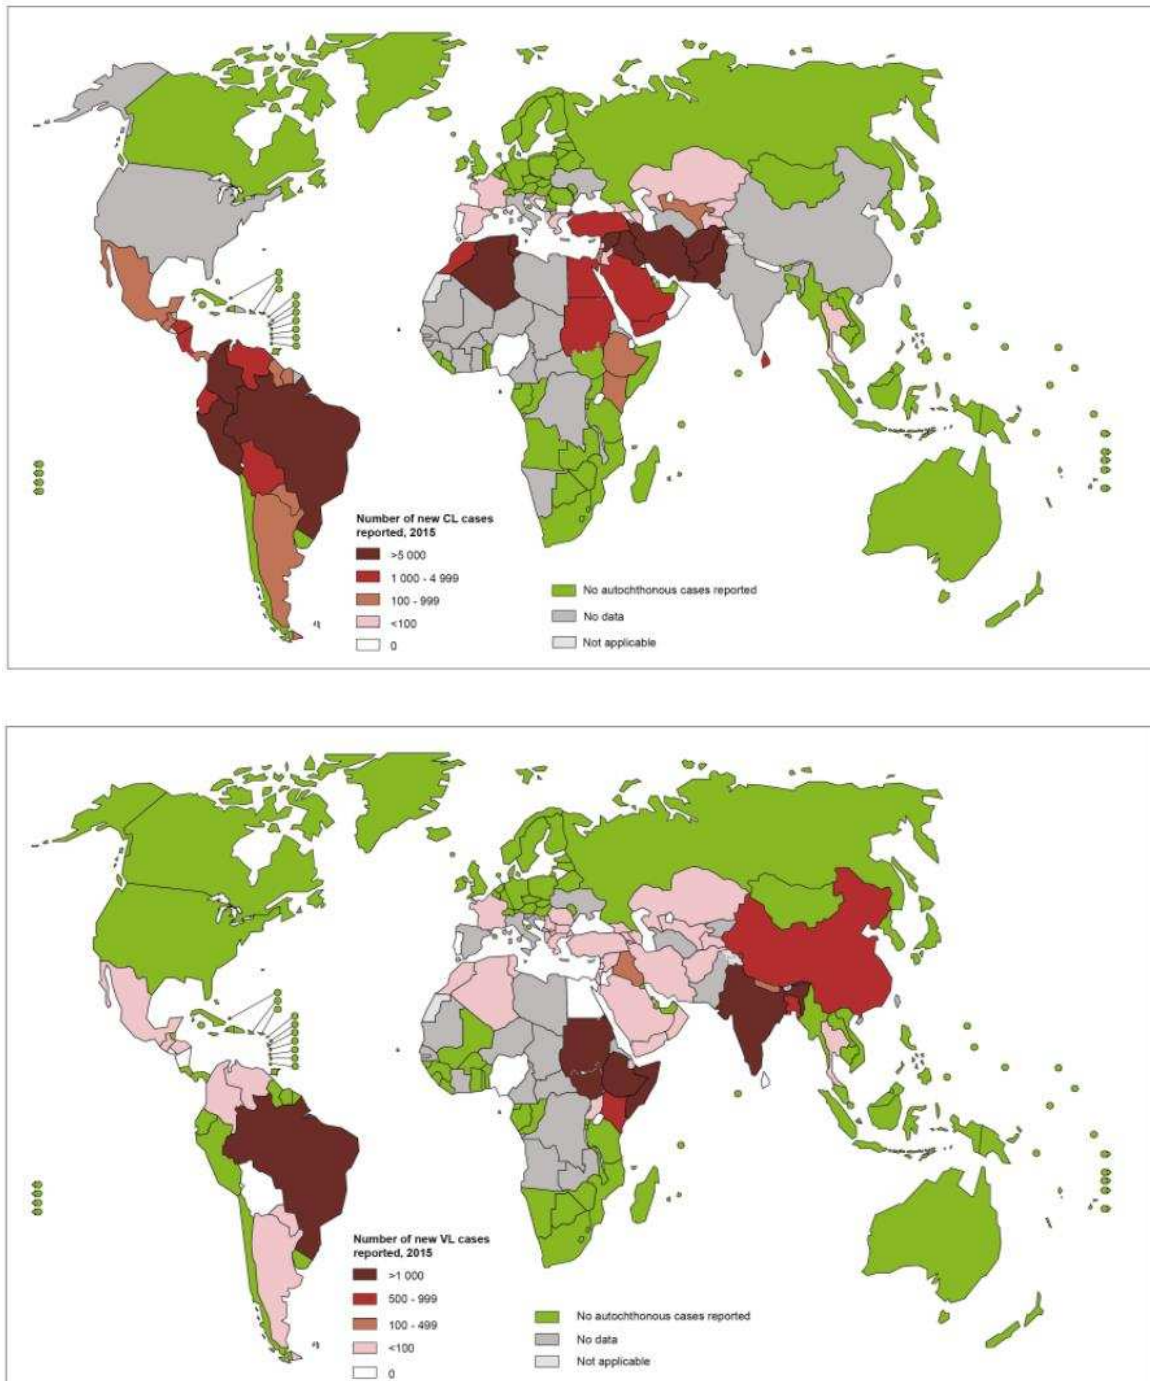 Number of new CL cases
reported, 2015
>5 000
1 000 - 4 999
100 - 999
<100
0
No autochthonous cases reported
No data
Not applicable
Number of new VL cases
reported, 2015
>1 000
500 - 999
100 - 499
<100
0
No autochthonous cases reported
No data
Not applicable